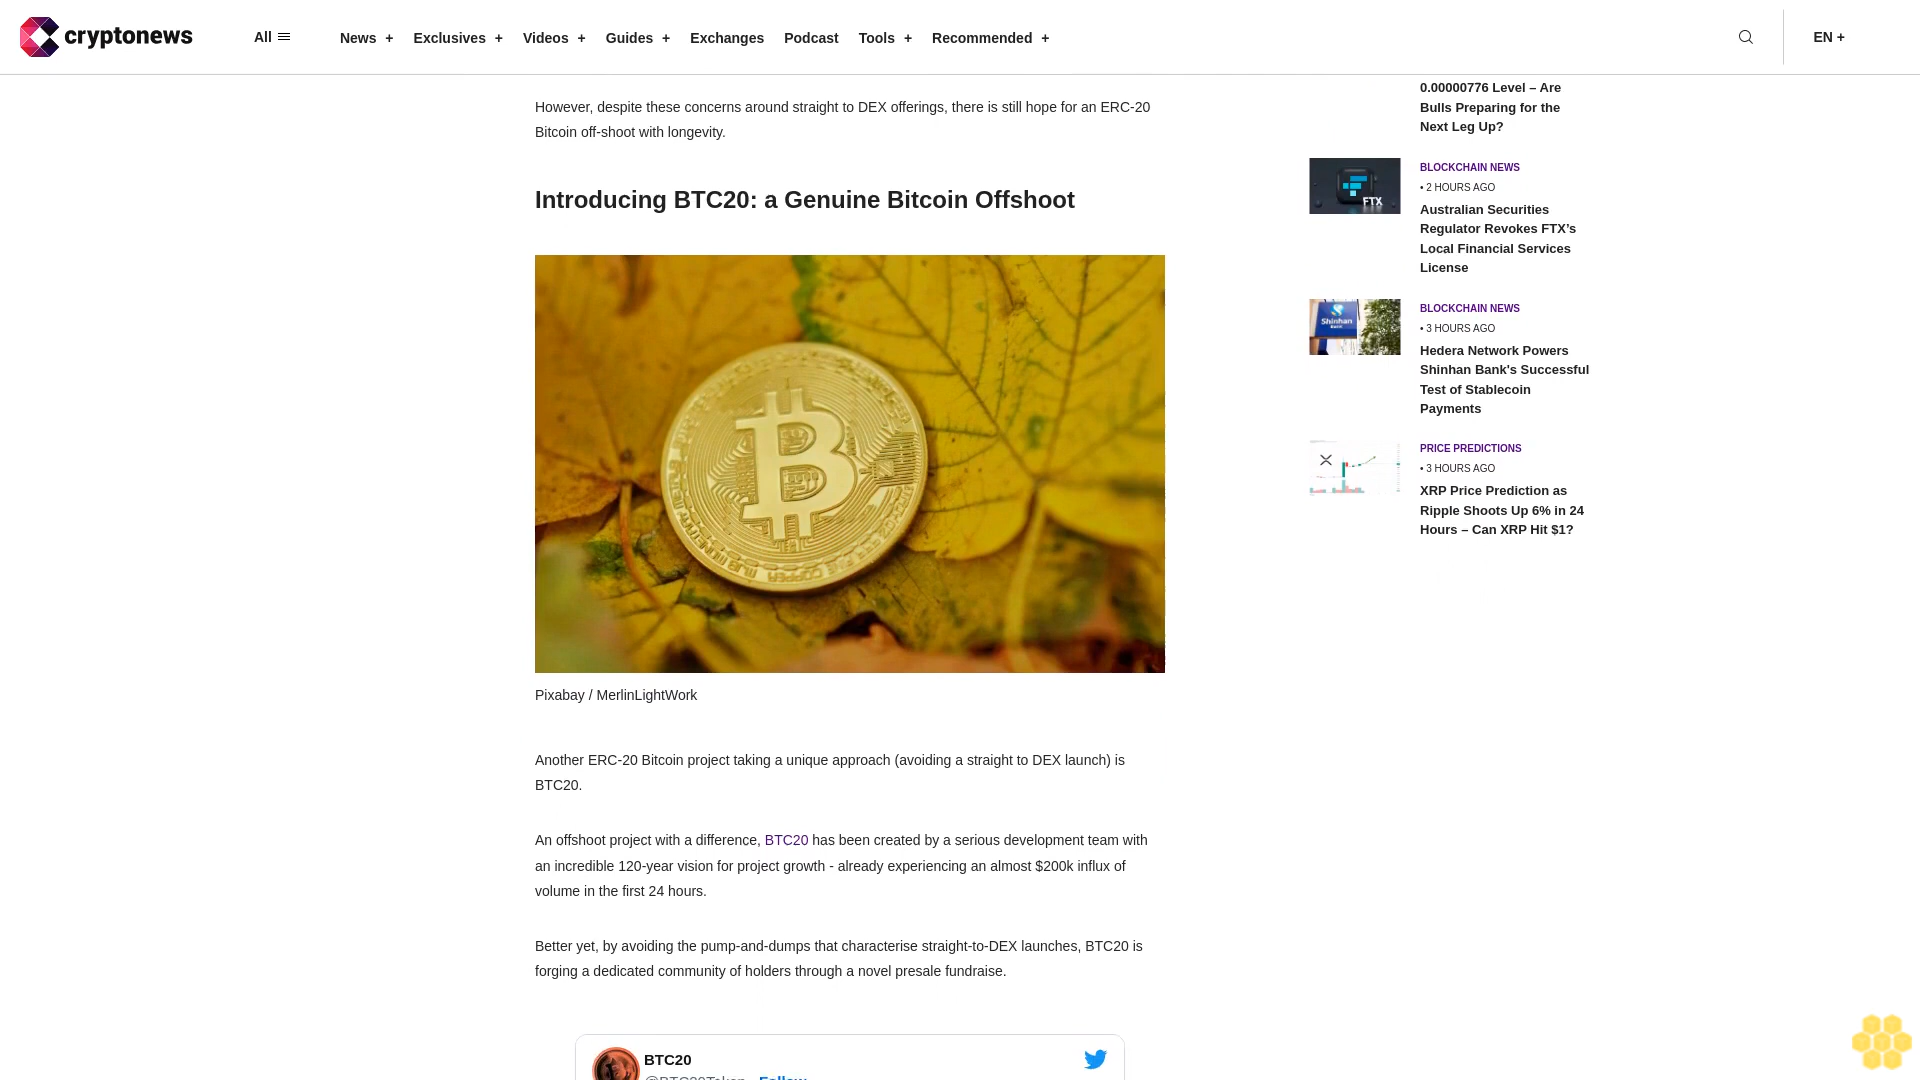 cryptonews
All
News +
Exclusives +
Videos +
Guides +
Exchanges
Podcast
Tools +
Recommended +
EN +
However, despite these concerns around straight to DEX offerings, there is still hope for an ERC-20
Bitcoin off-shoot with longevity.
Introducing BTC20: a Genuine Bitcoin Offshoot
Pixabay / MerlinLightWork
Another ERC-20 Bitcoin project taking a unique approach (avoiding a straight to DEX launch) is
BTC20.
An offshoot project with a difference, BTC20 has been created by a serious development team with
an incredible 120-year vision for project growth - already experiencing an almost $200k influx of
volume in the first 24 hours.
Better yet, by avoiding the pump-and-dumps that characterise straight-to-DEX launches, BTC20 is
forging a dedicated community of holders through a novel presale fundraise.
BTC20
@BTC20Token · Follow
0.00000776 Level – Are
Bulls Preparing for the
Next Leg Up?
FTX
BLOCKCHAIN NEWS
• 2 HOURS AGO
Australian Securities
Regulator Revokes FTX’s
Local Financial Services
License
Shinhan
Bank
BLOCKCHAIN NEWS
• 3 HOURS AGO
Hedera Network Powers
Shinhan Bank's Successful
Test of Stablecoin
Payments
PRICE PREDICTIONS
• 3 HOURS AGO
XRP Price Prediction as
Ripple Shoots Up 6% in 24
Hours – Can XRP Hit $1?